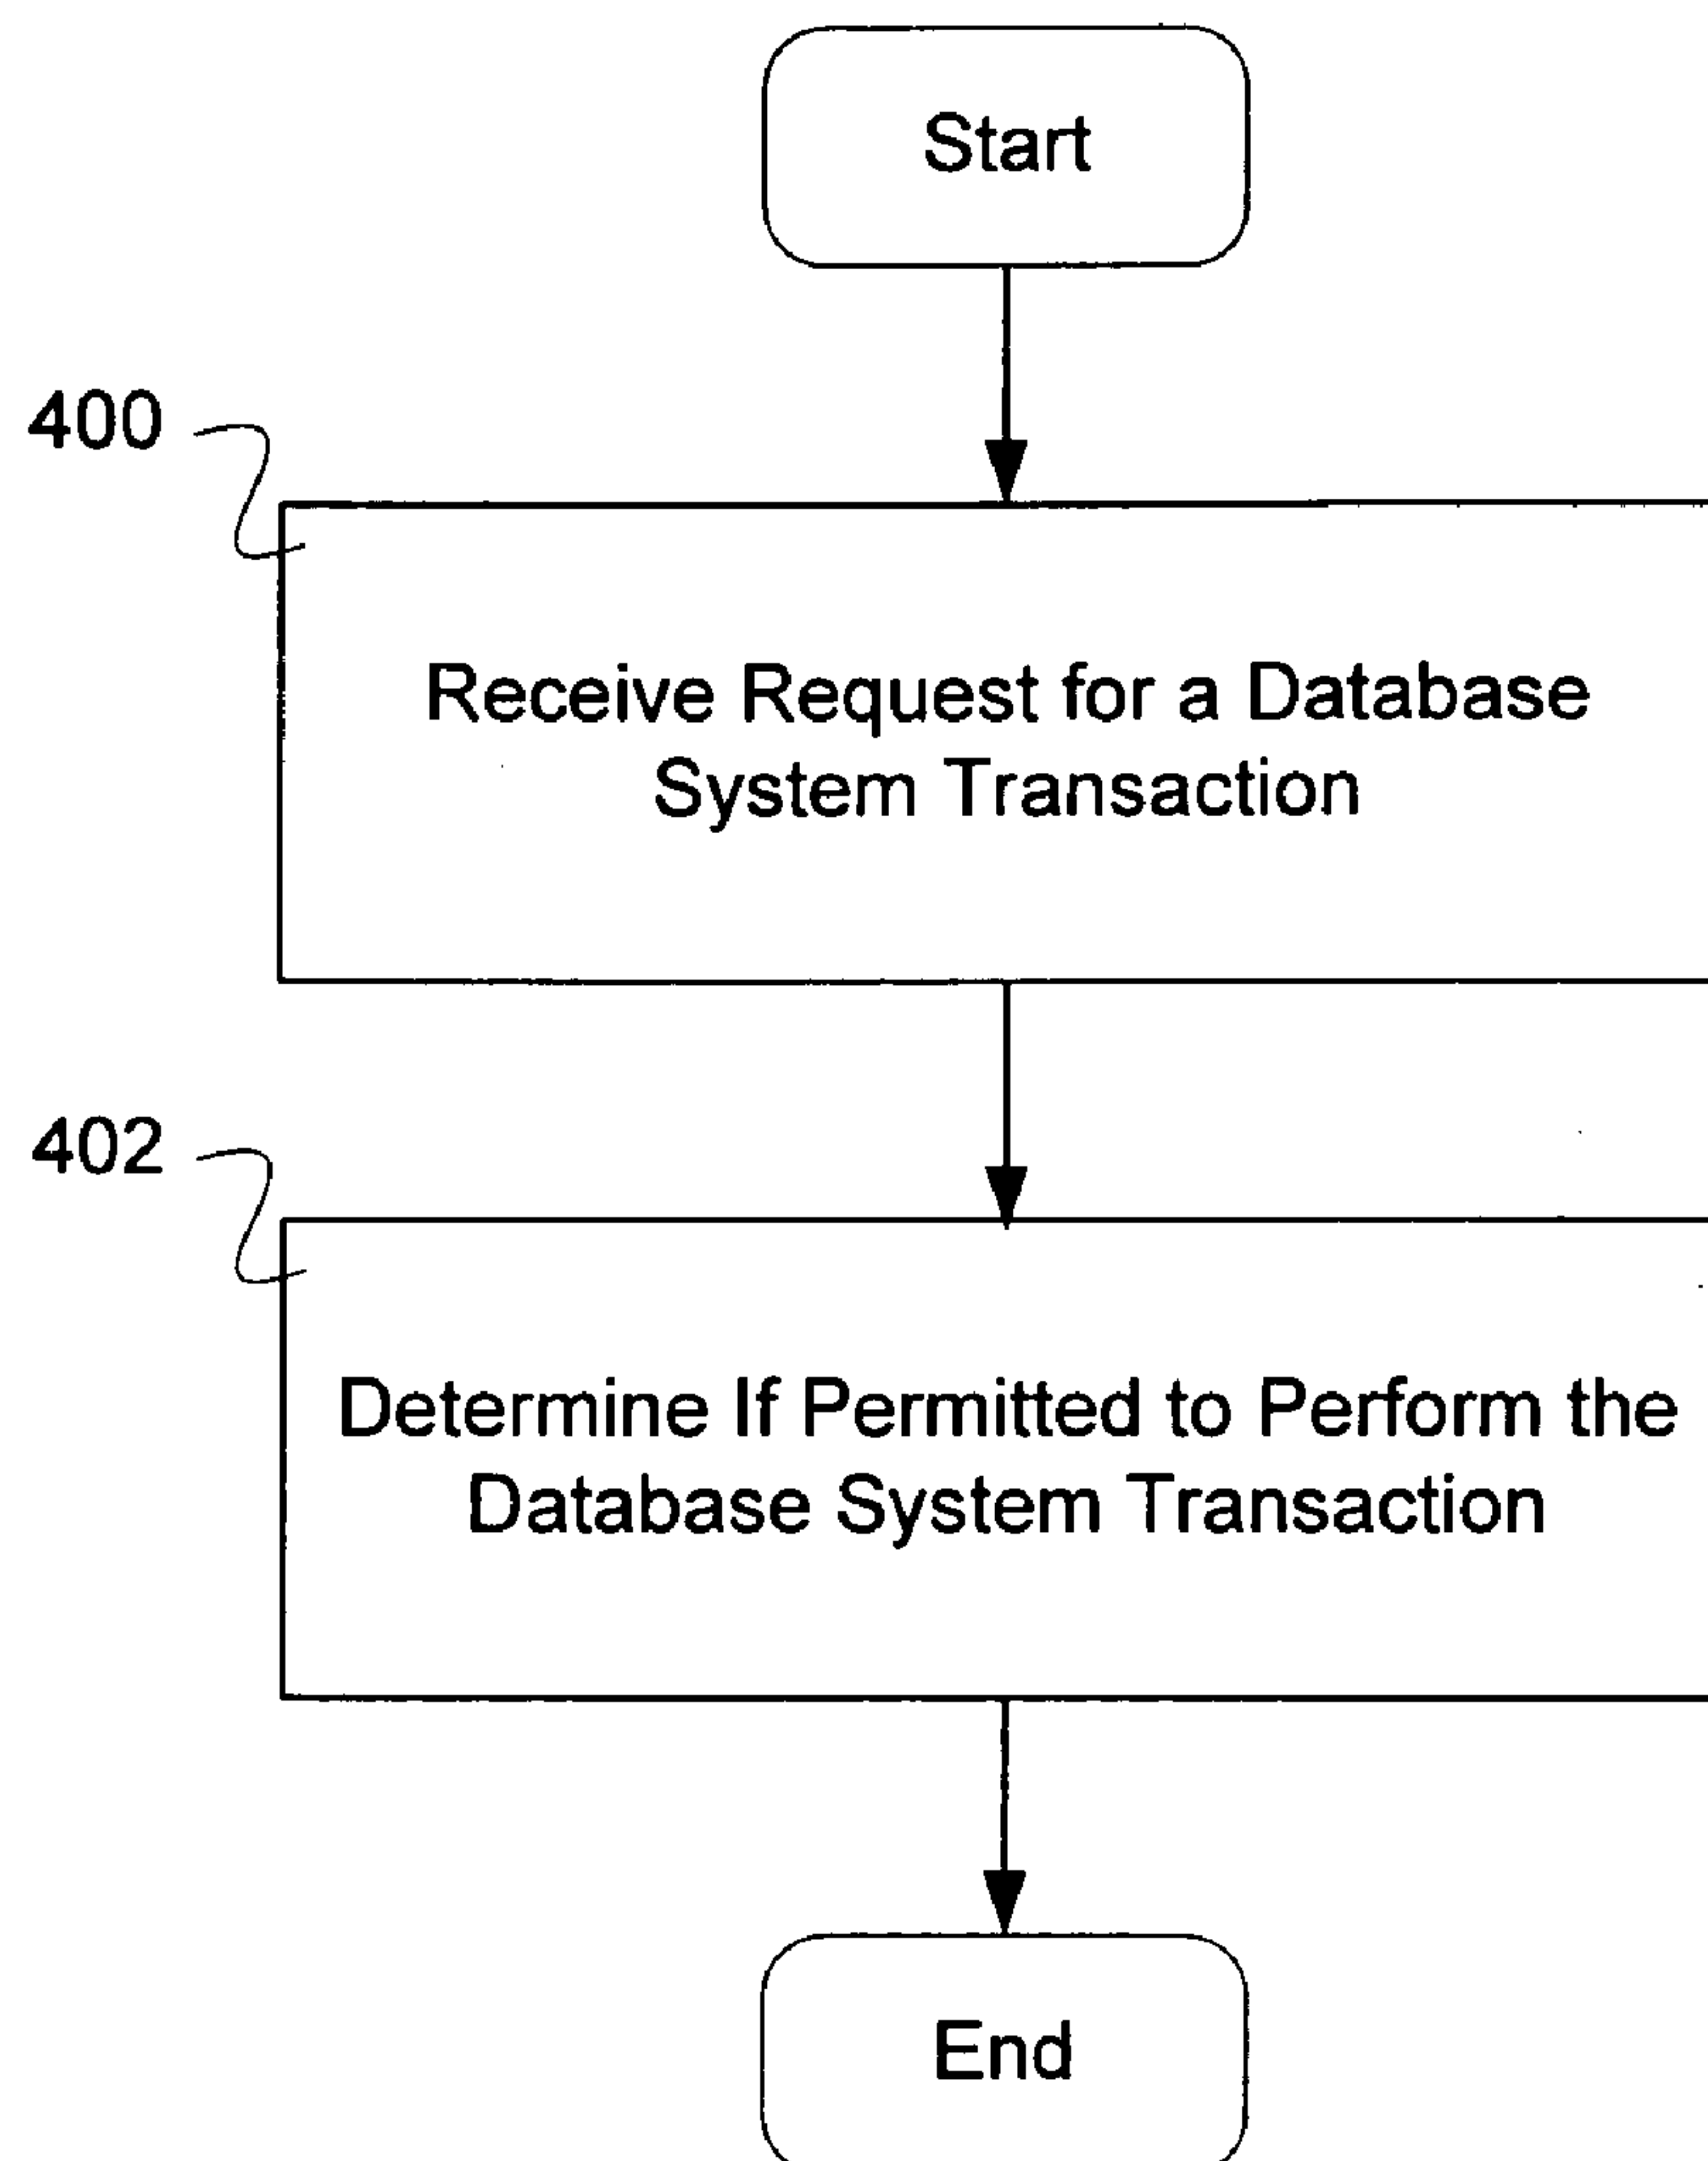 Start
400
Receive Request for a Database
System Transaction
402
Determine If Permitted to Perform the
Database System Transaction
End